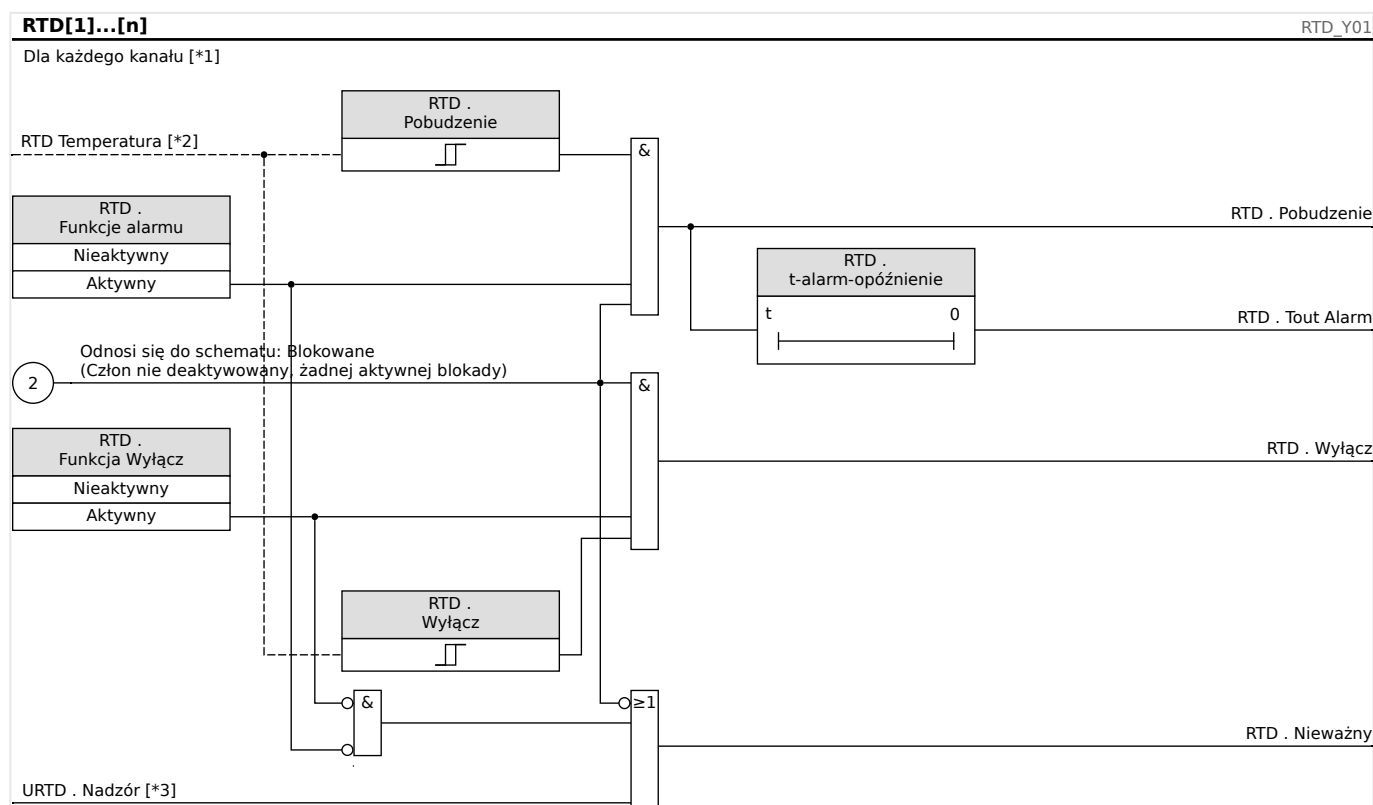 RTD[1]...[n]
RTD_Y01
Dla każdego kanału [*1]
RTD .
Pobudzenie
RTD Temperatura [*2]
&
RTD .
Funkcje alarmu
Nieaktywny
Aktywny
RTD . Pobudzenie
RTD .
t-alarm-opóźnienie
t 0
RTD . Tout Alarm
Odnosi się do schematu: Blokowane
(Człon nie deaktywowany, żadnej aktywnej blokady)
2
&
RTD .
Funkcja Wyłącz
Nieaktywny
Aktywny
RTD . Wyłącz
RTD .
Wyłącz
&
≥1
RTD . Nieważny
URTD . Nadzór [*3]